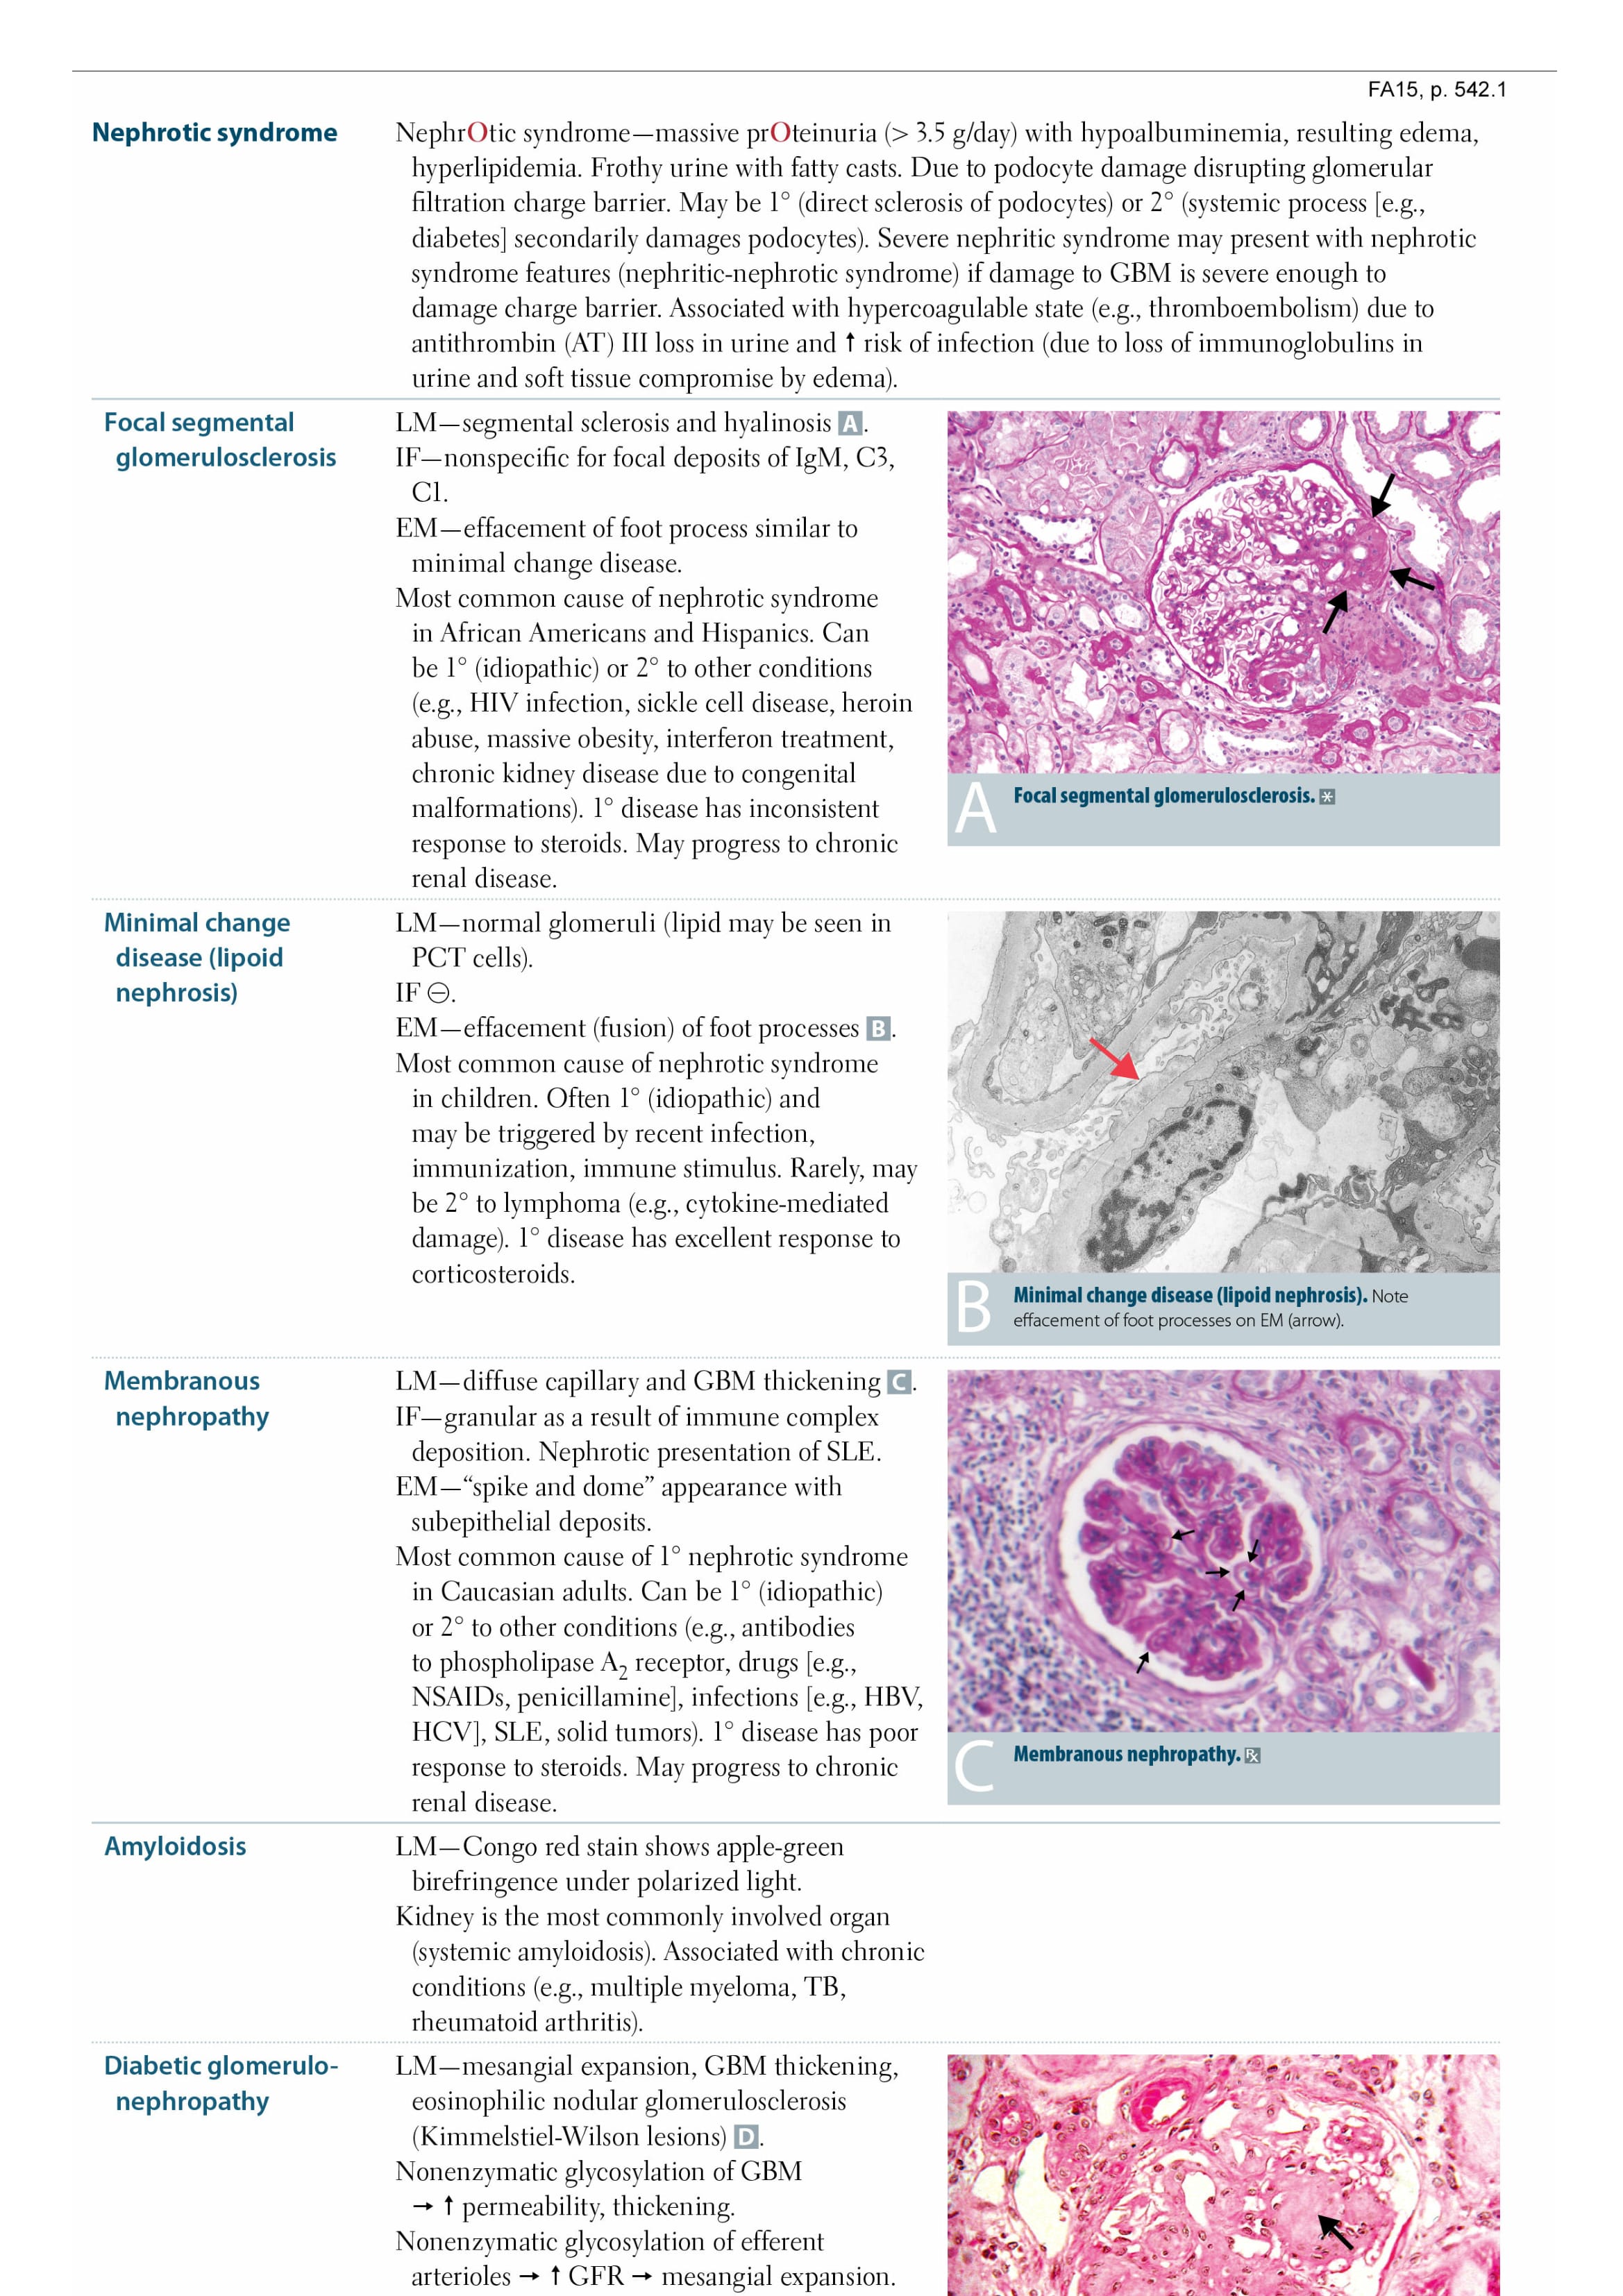 FA15, p. 542.1
Nephrotic syndrome
NephrOtic syndrome—massive prOteinuria (> 3.5 g/day) with hypoalbuminemia, resulting edema,
hyperlipidemia. Frothy urine with fatty casts. Due to podocyte damage disrupting glomerular
filtration charge barrier. May be 1° (direct sclerosis of podocytes) or 2° (systemic process [e.g.,
diabetes] secondarily damages podocytes). Severe nephritic syndrome may present with nephrotic
syndrome features (nephritic-nephrotic syndrome) if damage to GBM is severe enough to
damage charge barrier. Associated with hypercoagulable state (e.g., thromboembolism) due to
antithrombin (AT) III loss in urine and ↑ risk of infection (due to loss of immunoglobulins in
urine and soft tissue compromise by edema).
Focal segmental
glomerulosclerosis
LM—segmental sclerosis and hyalinosis A.
IF—nonspecific for focal deposits of IgM, C3,
C1.
EM—effacement of foot process similar to
minimal change disease.
Most common cause of nephrotic syndrome
in African Americans and Hispanics. Can
be 1° (idiopathic) or 2° to other conditions
(e.g., HIV infection, sickle cell disease, heroin
abuse, massive obesity, interferon treatment,
chronic kidney disease due to congenital
malformations). 1° disease has inconsistent
response to steroids. May progress to chronic
renal disease.
A Focal segmental glomerulosclerosis. *
Minimal change
disease (lipoid
nephrosis)
LM—normal glomeruli (lipid may be seen in
PCT cells).
IF ⊖.
EM—effacement (fusion) of foot processes B.
Most common cause of nephrotic syndrome
in children. Often 1° (idiopathic) and
may be triggered by recent infection,
immunization, immune stimulus. Rarely, may
be 2° to lymphoma (e.g., cytokine-mediated
damage). 1° disease has excellent response to
corticosteroids.
B Minimal change disease (lipoid nephrosis). Note
effacement of foot processes on EM (arrow).
Membranous
nephropathy
LM—diffuse capillary and GBM thickening C.
IF—granular as a result of immune complex
deposition. Nephrotic presentation of SLE.
EM—“spike and dome” appearance with
subepithelial deposits.
Most common cause of 1° nephrotic syndrome
in Caucasian adults. Can be 1° (idiopathic)
or 2° to other conditions (e.g., antibodies
to phospholipase A₂ receptor, drugs [e.g.,
NSAIDs, penicillamine], infections [e.g., HBV,
HCV], SLE, solid tumors). 1° disease has poor
response to steroids. May progress to chronic
renal disease.
C Membranous nephropathy. ℞
Amyloidosis
LM—Congo red stain shows apple-green
birefringence under polarized light.
Kidney is the most commonly involved organ
(systemic amyloidosis). Associated with chronic
conditions (e.g., multiple myeloma, TB,
rheumatoid arthritis).
Diabetic glomerulo-
nephropathy
LM—mesangial expansion, GBM thickening,
eosinophilic nodular glomerulosclerosis
(Kimmelstiel-Wilson lesions) D.
Nonenzymatic glycosylation of GBM
→ ↑ permeability, thickening.
Nonenzymatic glycosylation of efferent
arterioles → ↑ GFR → mesangial expansion.